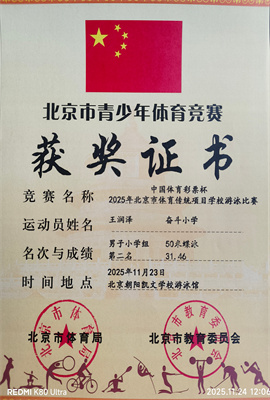 北京市青少年体育竞赛
获奖证书
竞赛名称 中国体育彩票杯
2025年北京市体育传统项目学校游泳比赛
运动员姓名 王润泽 奋斗小学
名次与成绩 男子小学组 50米蝶泳
第二名 31.46
时间地点 2025年11月23日
北京朝阳凯文学校游泳馆
北京市体育局 北京市教育委员会
REDMI K80 Ultra 2025.11.24 12:06